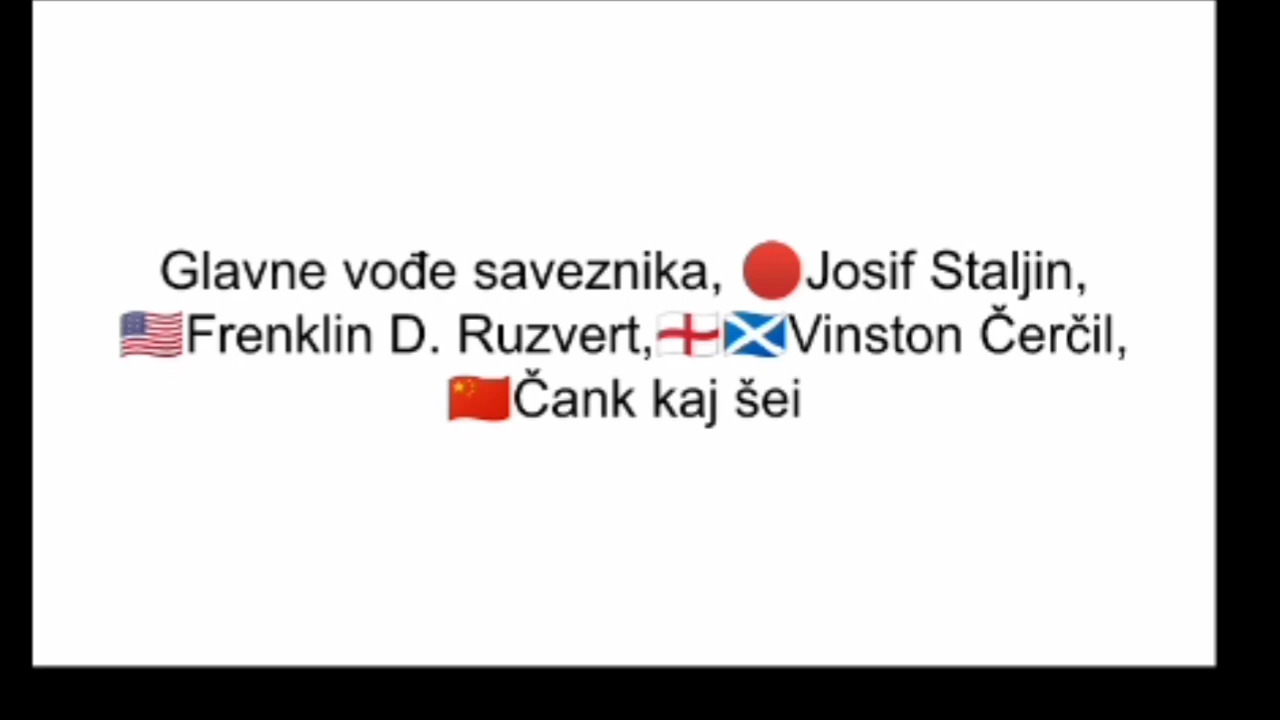 Glavne vođe saveznika, 🔴Josif Staljin,
🇺🇸Frenklin D. Ruzvert,🏴󠁧󠁢󠁥󠁮󠁧󠁿🏴󠁧󠁢󠁳󠁣󠁴󠁿Vinston Čerčil,
🇨🇳Čank kaj šei